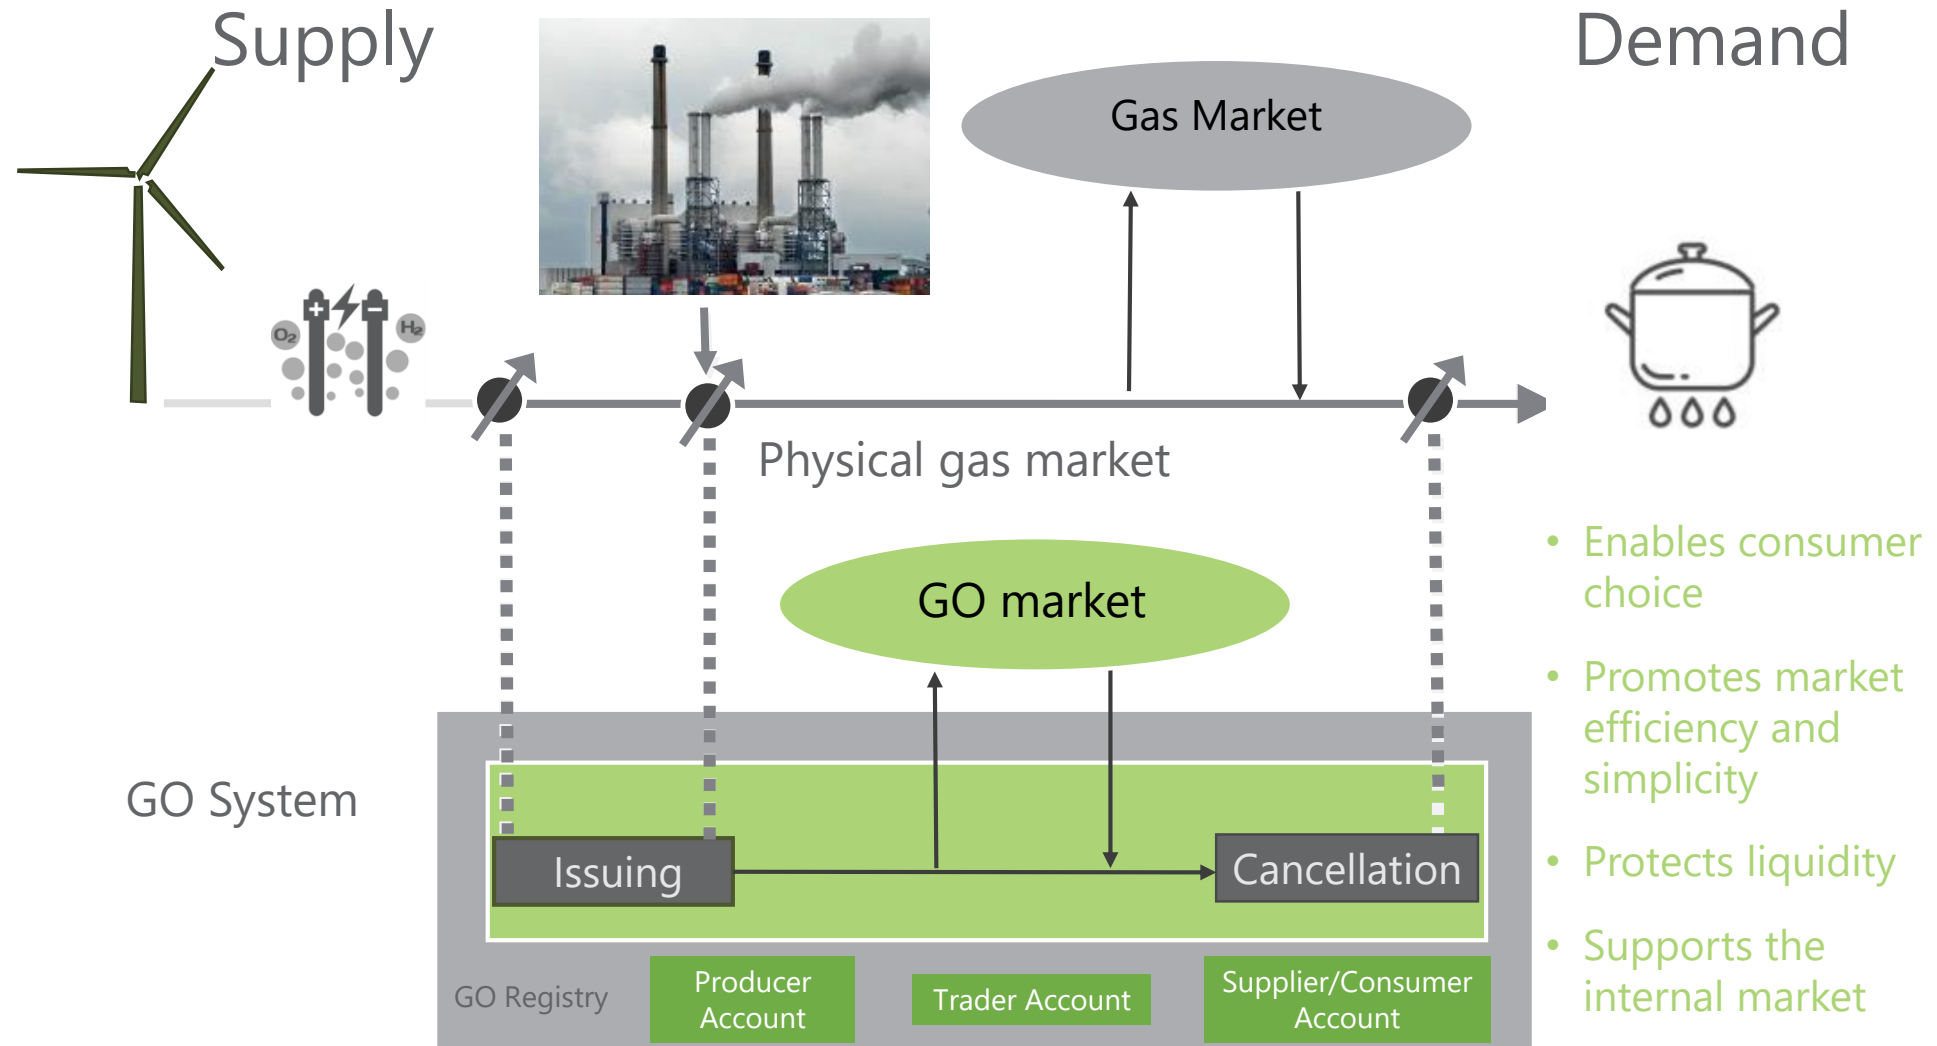 Supply
Demand
Gas Market
+
−
O2
H2
Physical gas market
GO market
GO System
Issuing
Cancellation
GO Registry
Producer
Account
Trader Account
Supplier/Consumer
Account
• Enables consumer
choice
• Promotes market
efficiency and
simplicity
• Protects liquidity
• Supports the
internal market